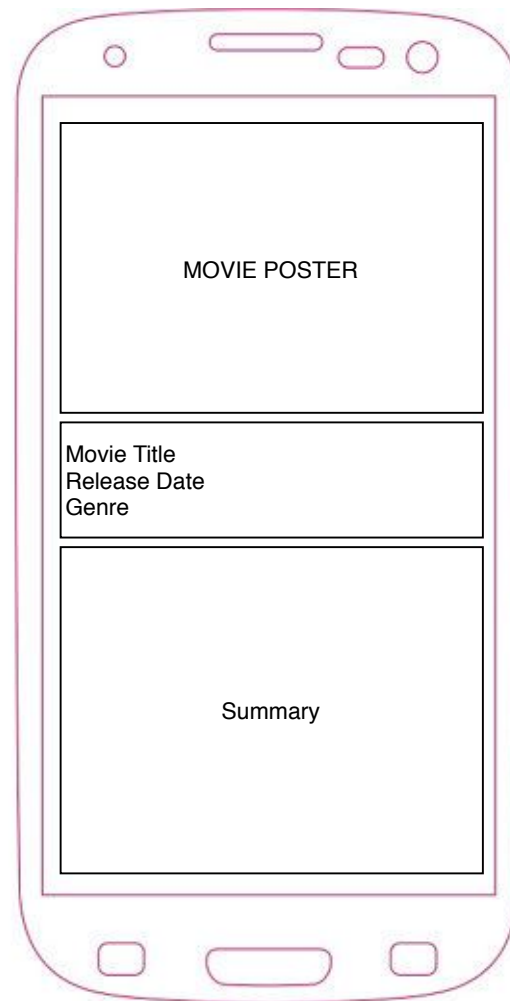 MOVIE POSTER
Movie Title
Release Date
Genre
Summary